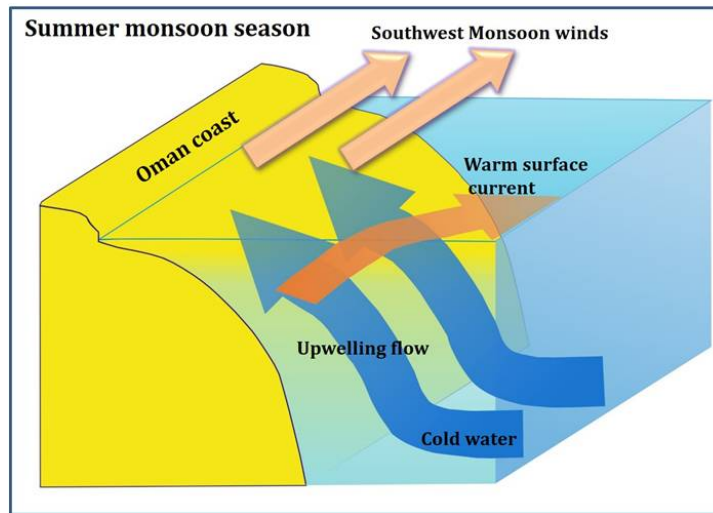 Summer monsoon season
Southwest Monsoon winds
Oman coast
Warm surface
current
Upwelling flow
Cold water